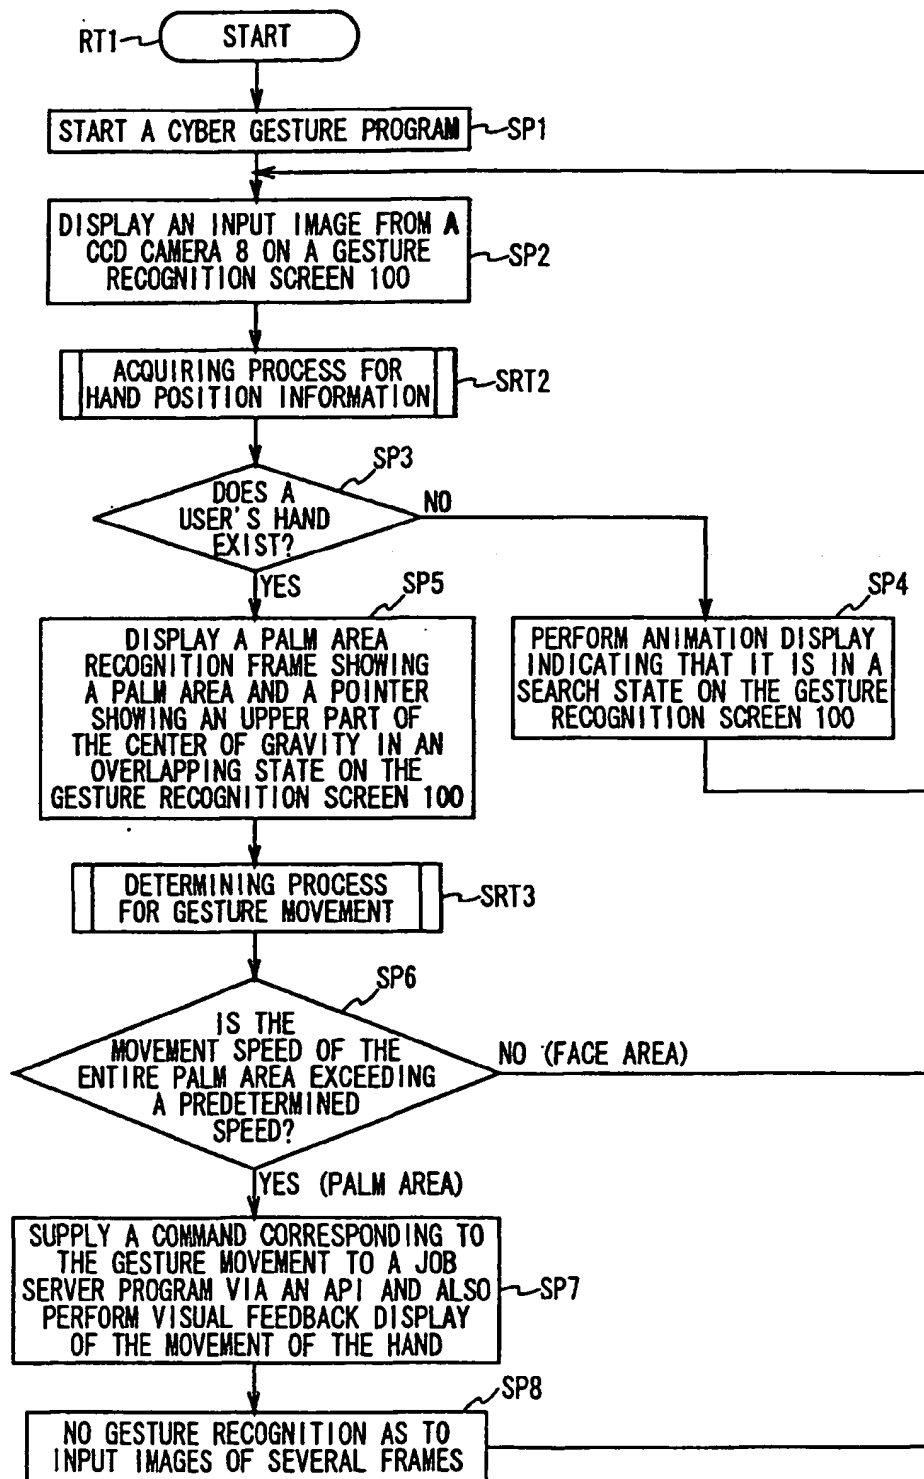 RT1
START
START A CYBER GESTURE PROGRAM
SP1
DISPLAY AN INPUT IMAGE FROM A
CCD CAMERA 8 ON A GESTURE
RECOGNITION SCREEN 100
SP2
ACQUIRING PROCESS FOR
HAND POSITION INFORMATION
SRT2
SP3
DOES A
USER'S HAND
EXIST?
NO
YES
SP4
PERFORM ANIMATION DISPLAY
INDICATING THAT IT IS IN A
SEARCH STATE ON THE GESTURE
RECOGNITION SCREEN 100
SP5
DISPLAY A PALM AREA
RECOGNITION FRAME SHOWING
A PALM AREA AND A POINTER
SHOWING AN UPPER PART OF
THE CENTER OF GRAVITY IN AN
OVERLAPPING STATE ON THE
GESTURE RECOGNITION SCREEN 100
DETERMINING PROCESS
FOR GESTURE MOVEMENT
SRT3
SP6
IS THE
MOVEMENT SPEED OF THE
ENTIRE PALM AREA EXCEEDING
A PREDETERMINED
SPEED?
NO (FACE AREA)
YES (PALM AREA)
SUPPLY A COMMAND CORRESPONDING TO
THE GESTURE MOVEMENT TO A JOB
SERVER PROGRAM VIA AN API AND ALSO
PERFORM VISUAL FEEDBACK DISPLAY
OF THE MOVEMENT OF THE HAND
SP7
SP8
NO GESTURE RECOGNITION AS TO
INPUT IMAGES OF SEVERAL FRAMES